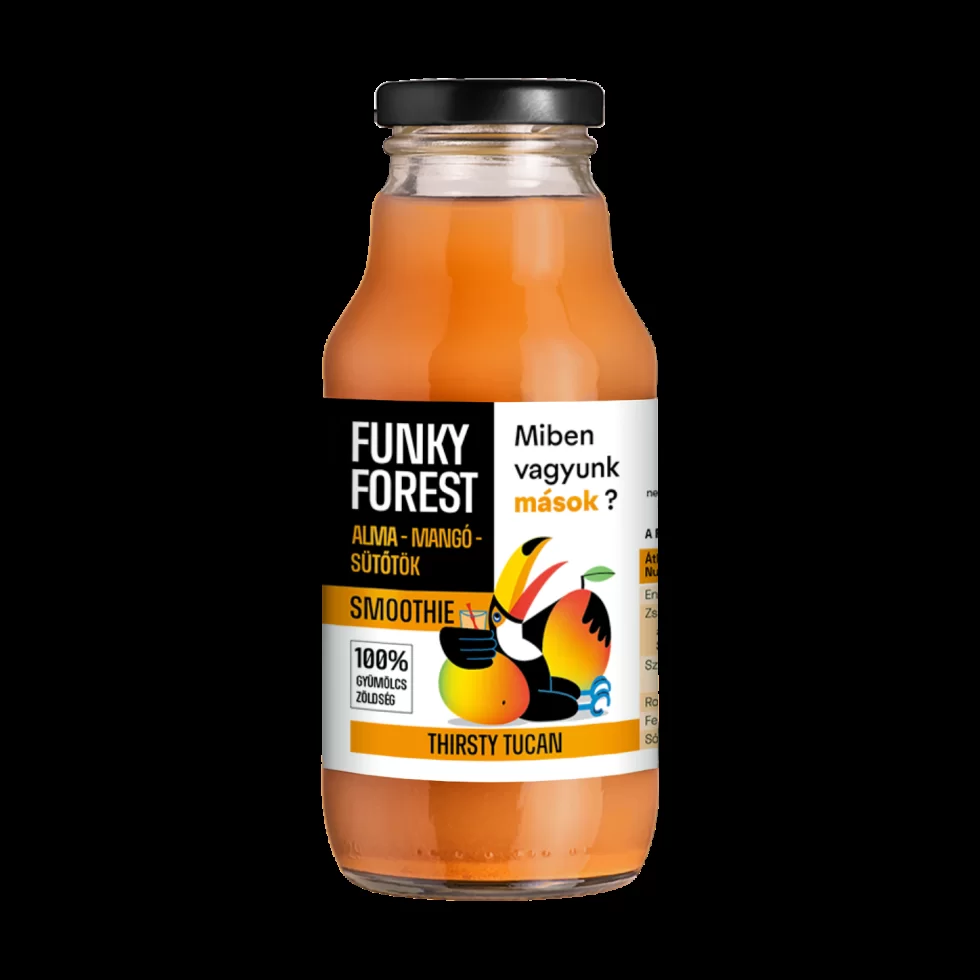 FUNKY
FOREST
ALMA - MANGÓ -
SÜTŐTÖK
SMOOTHIE
100%
GYÜMÖLCS
ZÖLDSÉG
THIRSTY TUCAN
Miben
vagyunk
mások ?